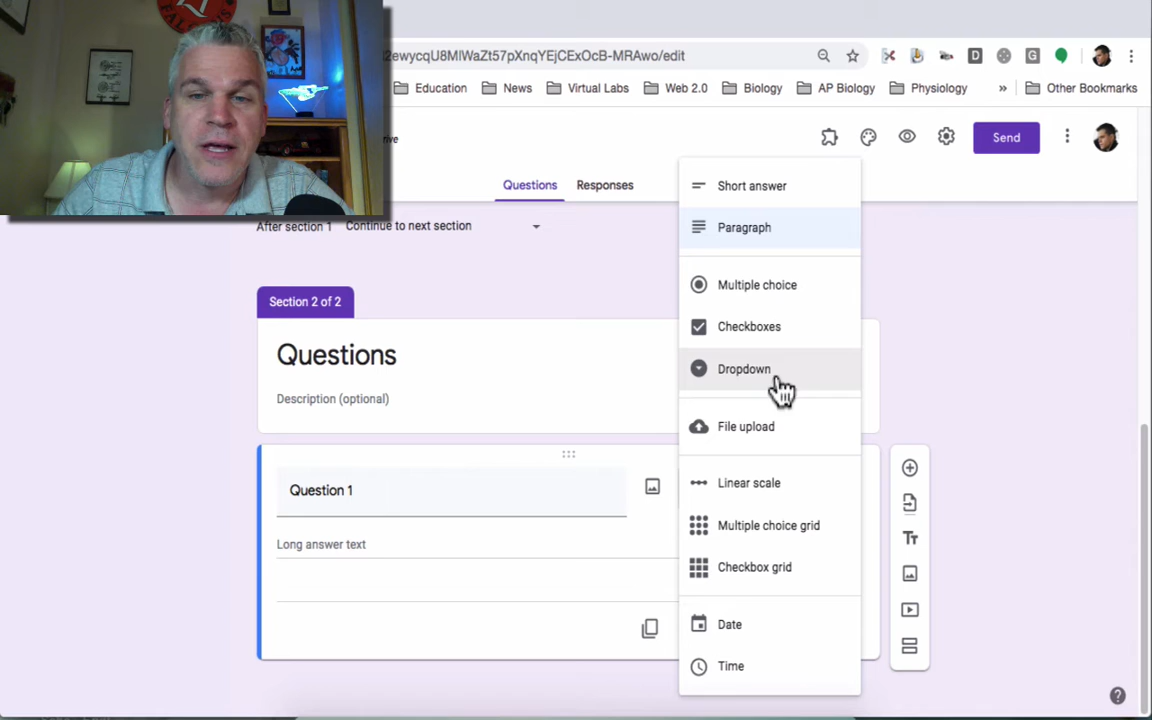 2ewycqU8MIWaZt57pXnqYEjCExOcB-MRAwo/edit
D
G
Education
News
Virtual Labs
Web 2.0
Biology
AP Biology
Physiology
»
Other Bookmarks
Send
Questions
Responses
After section 1
Continue to next section
Section 2 of 2
Questions
Description (optional)
Question 1
Long answer text
Short answer
Paragraph
Multiple choice
Checkboxes
Dropdown
File upload
Linear scale
Multiple choice grid
Checkbox grid
Date
Time
Tт
?